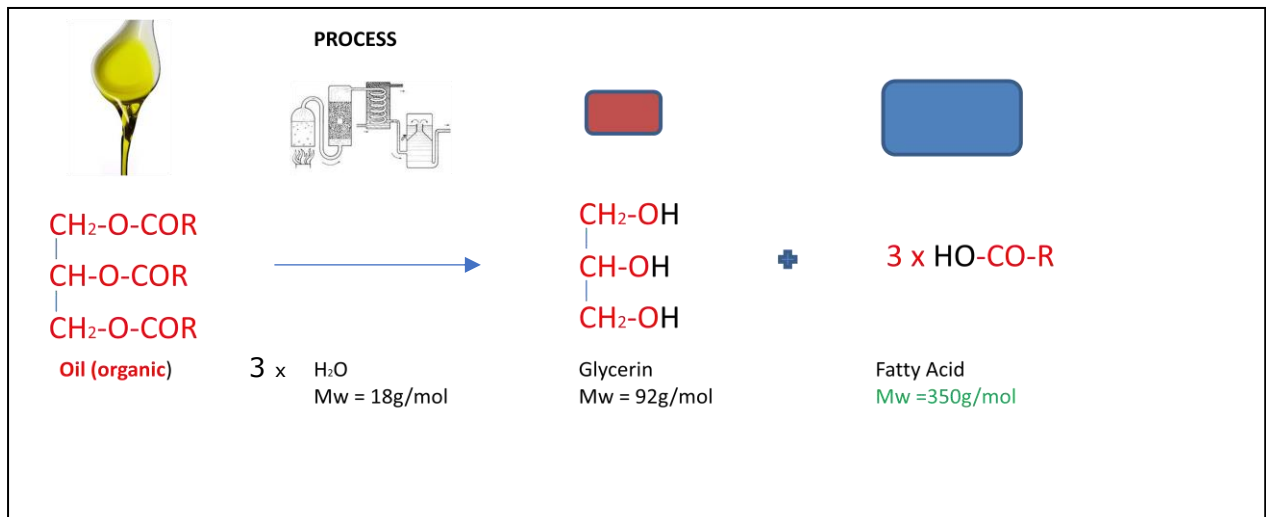 PROCESS
CH2-O-COR
CH-O-COR
CH2-O-COR
CH2-OH
CH-OH
CH2-OH
3 x HO-CO-R
Oil (organic)
3 x H2O
Mw = 18g/mol
Glycerin
Mw = 92g/mol
Fatty Acid
Mw =350g/mol